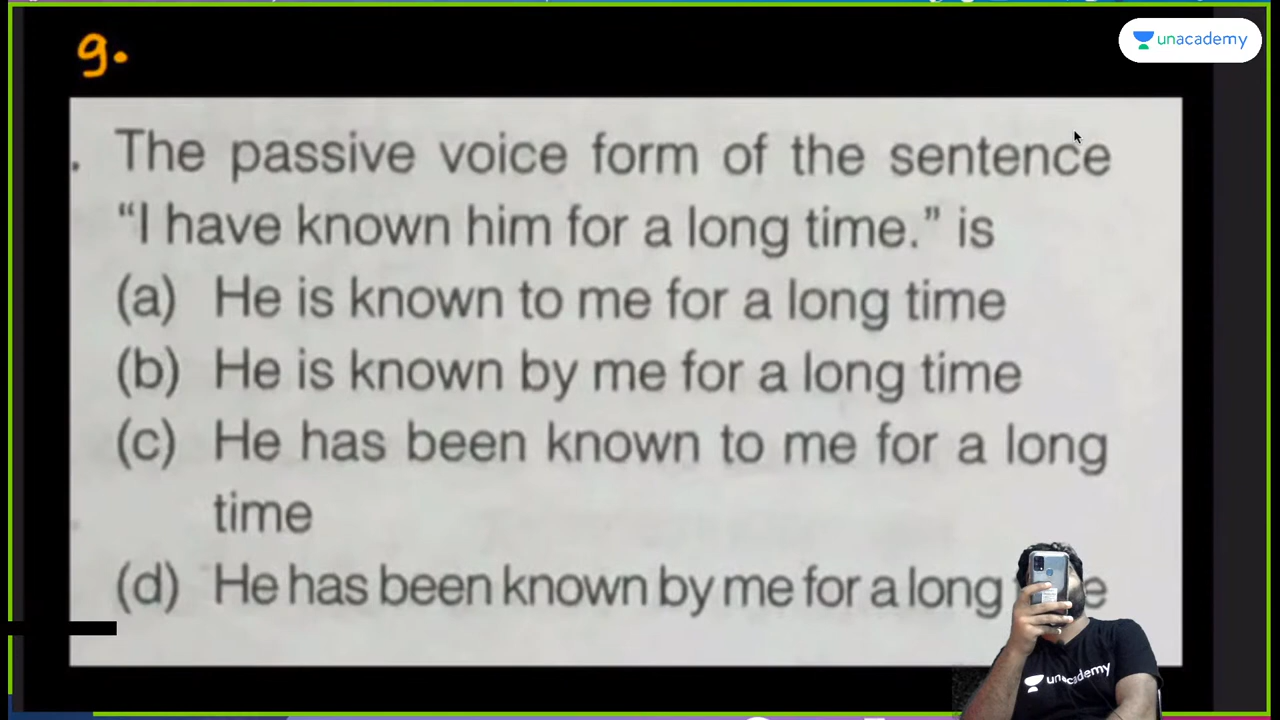 9.
unacademy
. The passive voice form of the sentence
“I have known him for a long time.” is
(a) He is known to me for a long time
(b) He is known by me for a long time
(c) He has been known to me for a long
time
(d) He has been known by me for a long
unacademy